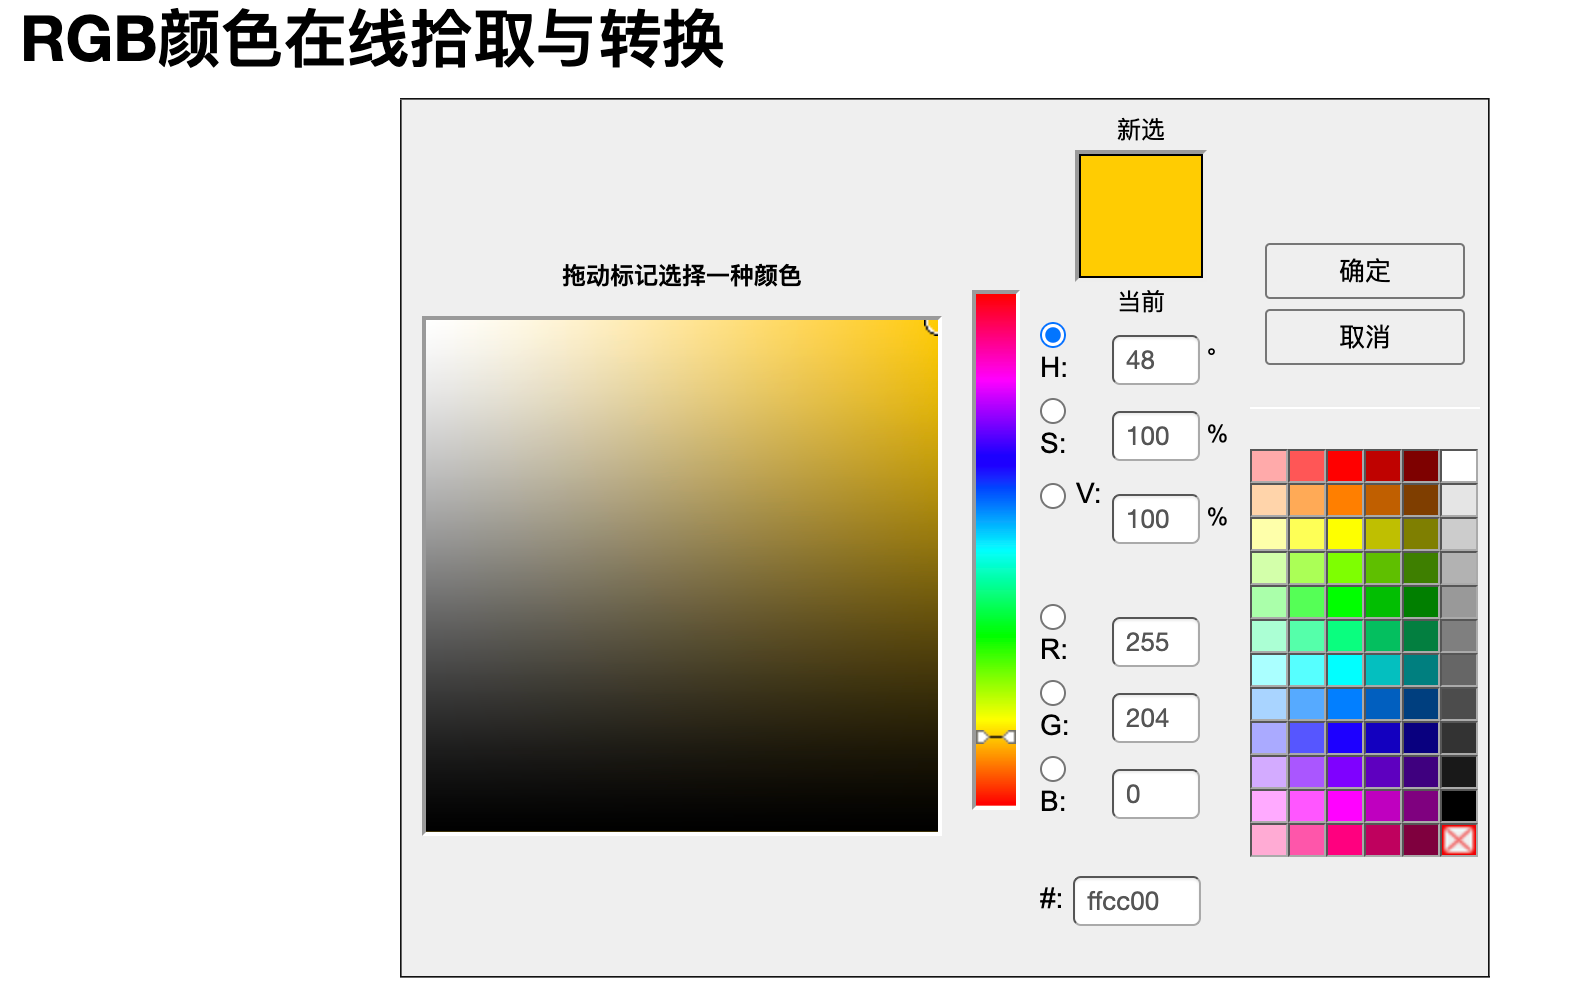 RGB颜色在线拾取与转换
新选
拖动标记选择一种颜色
当前
确定
取消
H: 48 °
S: 100 %
V: 100 %
R: 255
G: 204
B: 0
#: ffcc00